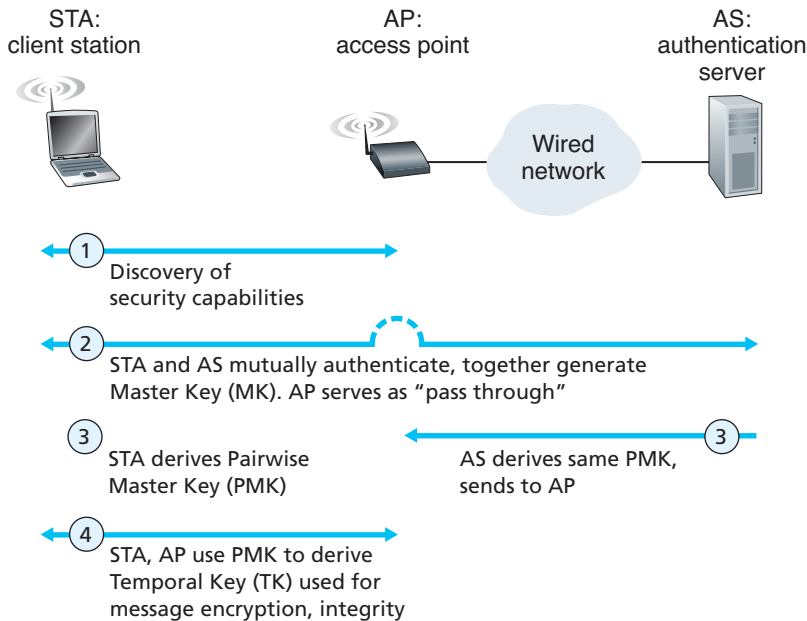 STA:
client station
AP:
access point
AS:
authentication
server
Wired
network
1
Discovery of
security capabilities
2
STA and AS mutually authenticate, together generate
Master Key (MK). AP serves as “pass through”
3
STA derives Pairwise
Master Key (PMK)
3
AS derives same PMK,
sends to AP
4
STA, AP use PMK to derive
Temporal Key (TK) used for
message encryption, integrity